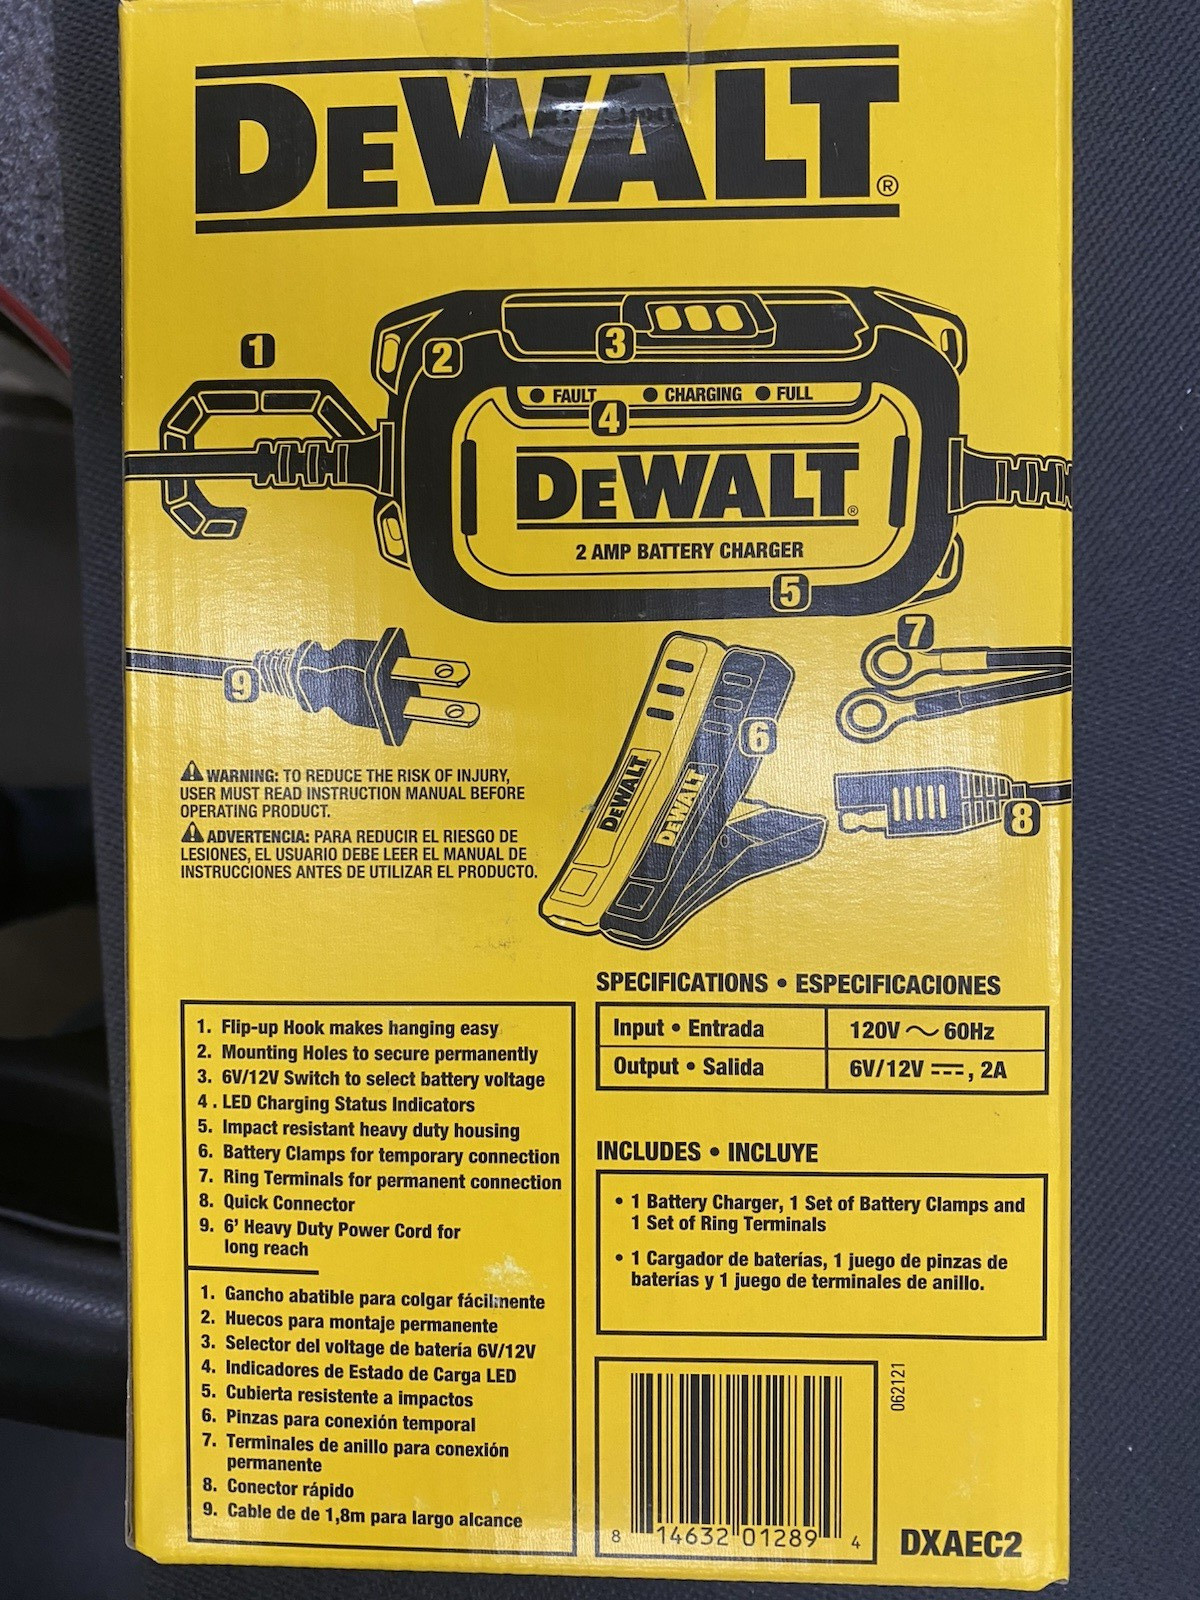 DEWALT®
1
2
3
FAULT CHARGING FULL
4
DEWALT®
2 AMP BATTERY CHARGER
5
7
9
6
DEWALT
DEWALT
8
WARNING: TO REDUCE THE RISK OF INJURY,
USER MUST READ INSTRUCTION MANUAL BEFORE
OPERATING PRODUCT.
ADVERTENCIA: PARA REDUCIR EL RIESGO DE
LESIONES, EL USUARIO DEBE LEER EL MANUAL DE
INSTRUCCIONES ANTES DE UTILIZAR EL PRODUCTO.
1. Flip-up Hook makes hanging easy
2. Mounting Holes to secure permanently
3. 6V/12V Switch to select battery voltage
4. LED Charging Status Indicators
5. Impact resistant heavy duty housing
6. Battery Clamps for temporary connection
7. Ring Terminals for permanent connection
8. Quick Connector
9. 6' Heavy Duty Power Cord for
long reach
1. Gancho abatible para colgar fácilmente
2. Huecos para montaje permanente
3. Selector del voltage de batería 6V/12V
4. Indicadores de Estado de Carga LED
5. Cubierta resistente a impactos
6. Pinzas para conexión temporal
7. Terminales de anillo para conexión
permanente
8. Conector rápido
9. Cable de de 1,8m para largo alcance
SPECIFICATIONS • ESPECIFICACIONES
Input • Entrada 120V ~ 60Hz
Output • Salida 6V/12V ⎓, 2A
INCLUDES • INCLUYE
• 1 Battery Charger, 1 Set of Battery Clamps and
1 Set of Ring Terminals
• 1 Cargador de baterías, 1 juego de pinzas de
baterías y 1 juego de terminales de anillo.
8 14632 01289 4
062121
DXAEC2